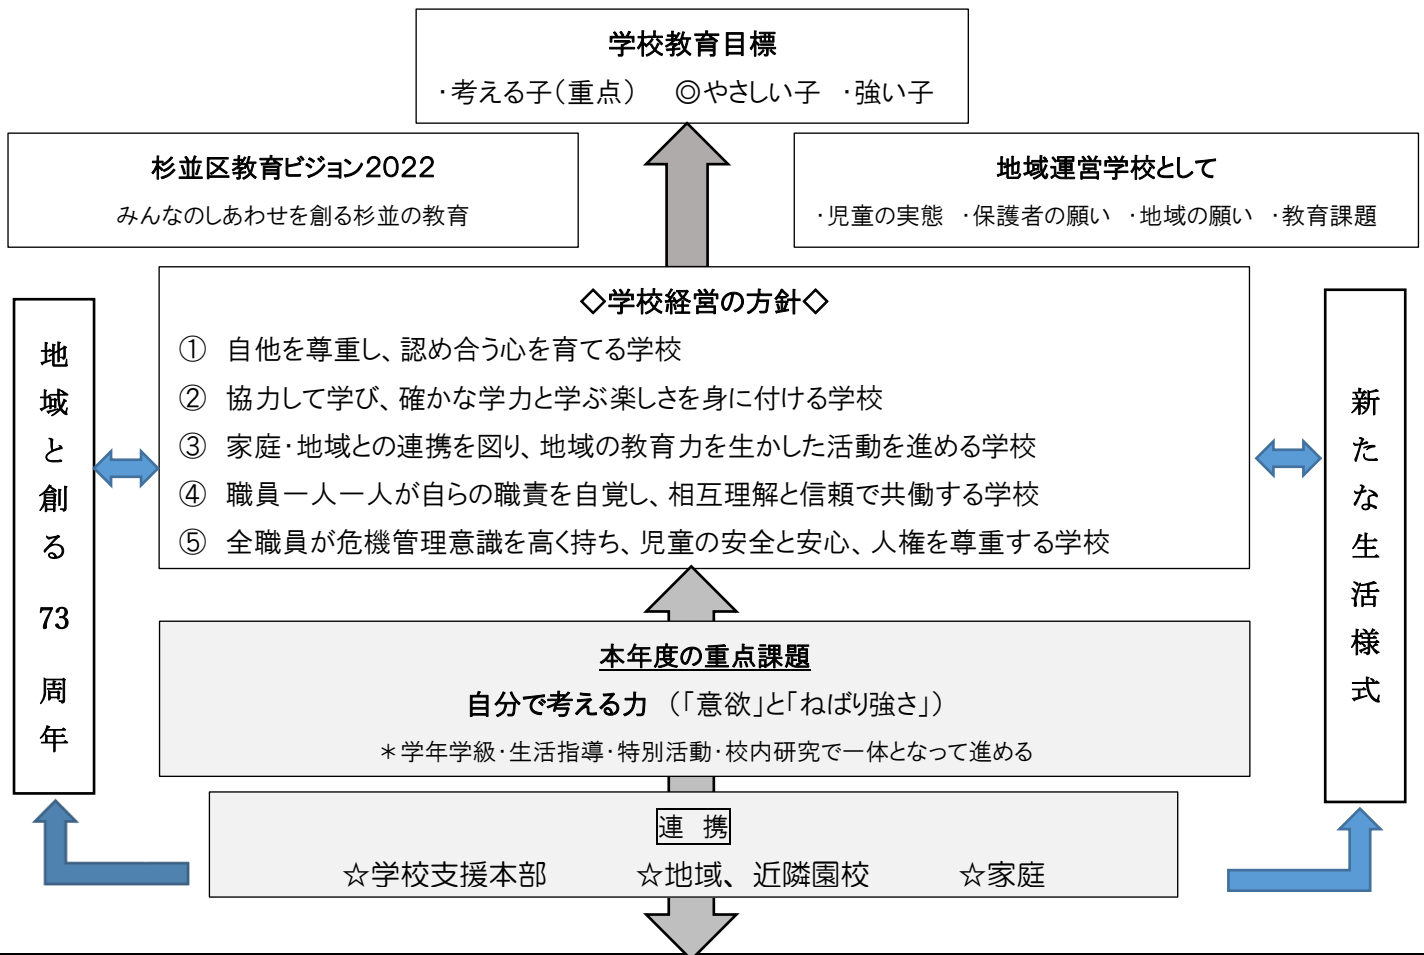 学校教育目標
・考える子(重点) ◎やさしい子 ・強い子
杉並区教育ビジョン2022
みんなのしあわせを創る杉並の教育
地域運営学校として
・児童の実態 ・保護者の願い ・地域の願い ・教育課題
◇学校経営の方針◇
① 自他を尊重し、認め合う心を育てる学校
② 協力して学び、確かな学力と学ぶ楽しさを身に付ける学校
③ 家庭・地域との連携を図り、地域の教育力を生かした活動を進める学校
④ 職員一人一人が自らの職責を自覚し、相互理解と信頼で共働する学校
⑤ 全職員が危機管理意識を高く持ち、児童の安全と安心、人権を尊重する学校
地域と創る 73 周年
新たな生活様式
本年度の重点課題
自分で考える力 (「意欲」と「ねばり強さ」)
*学年学級・生活指導・特別活動・校内研究で一体となって進める
連 携
☆学校支援本部 ☆地域、近隣園校 ☆家庭